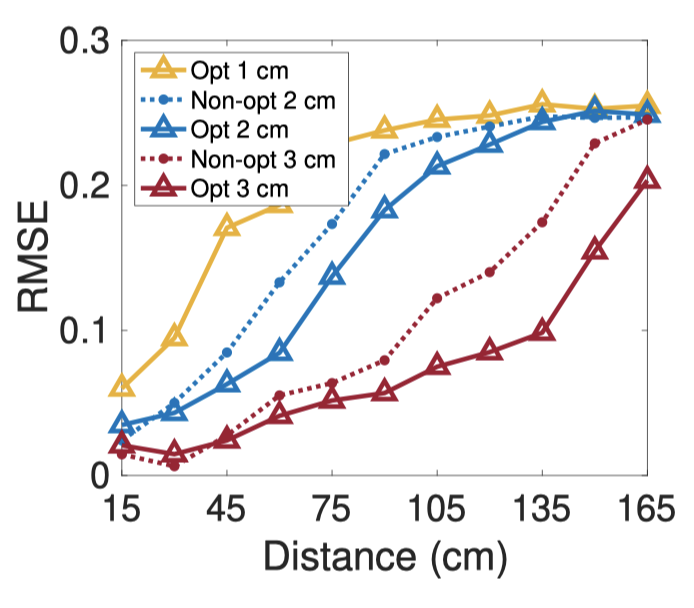 0.3
0.2
0.1
0
RMSE
Opt 1 cm
Non-opt 2 cm
Opt 2 cm
Non-opt 3 cm
Opt 3 cm
15 45 75 105 135 165
Distance (cm)